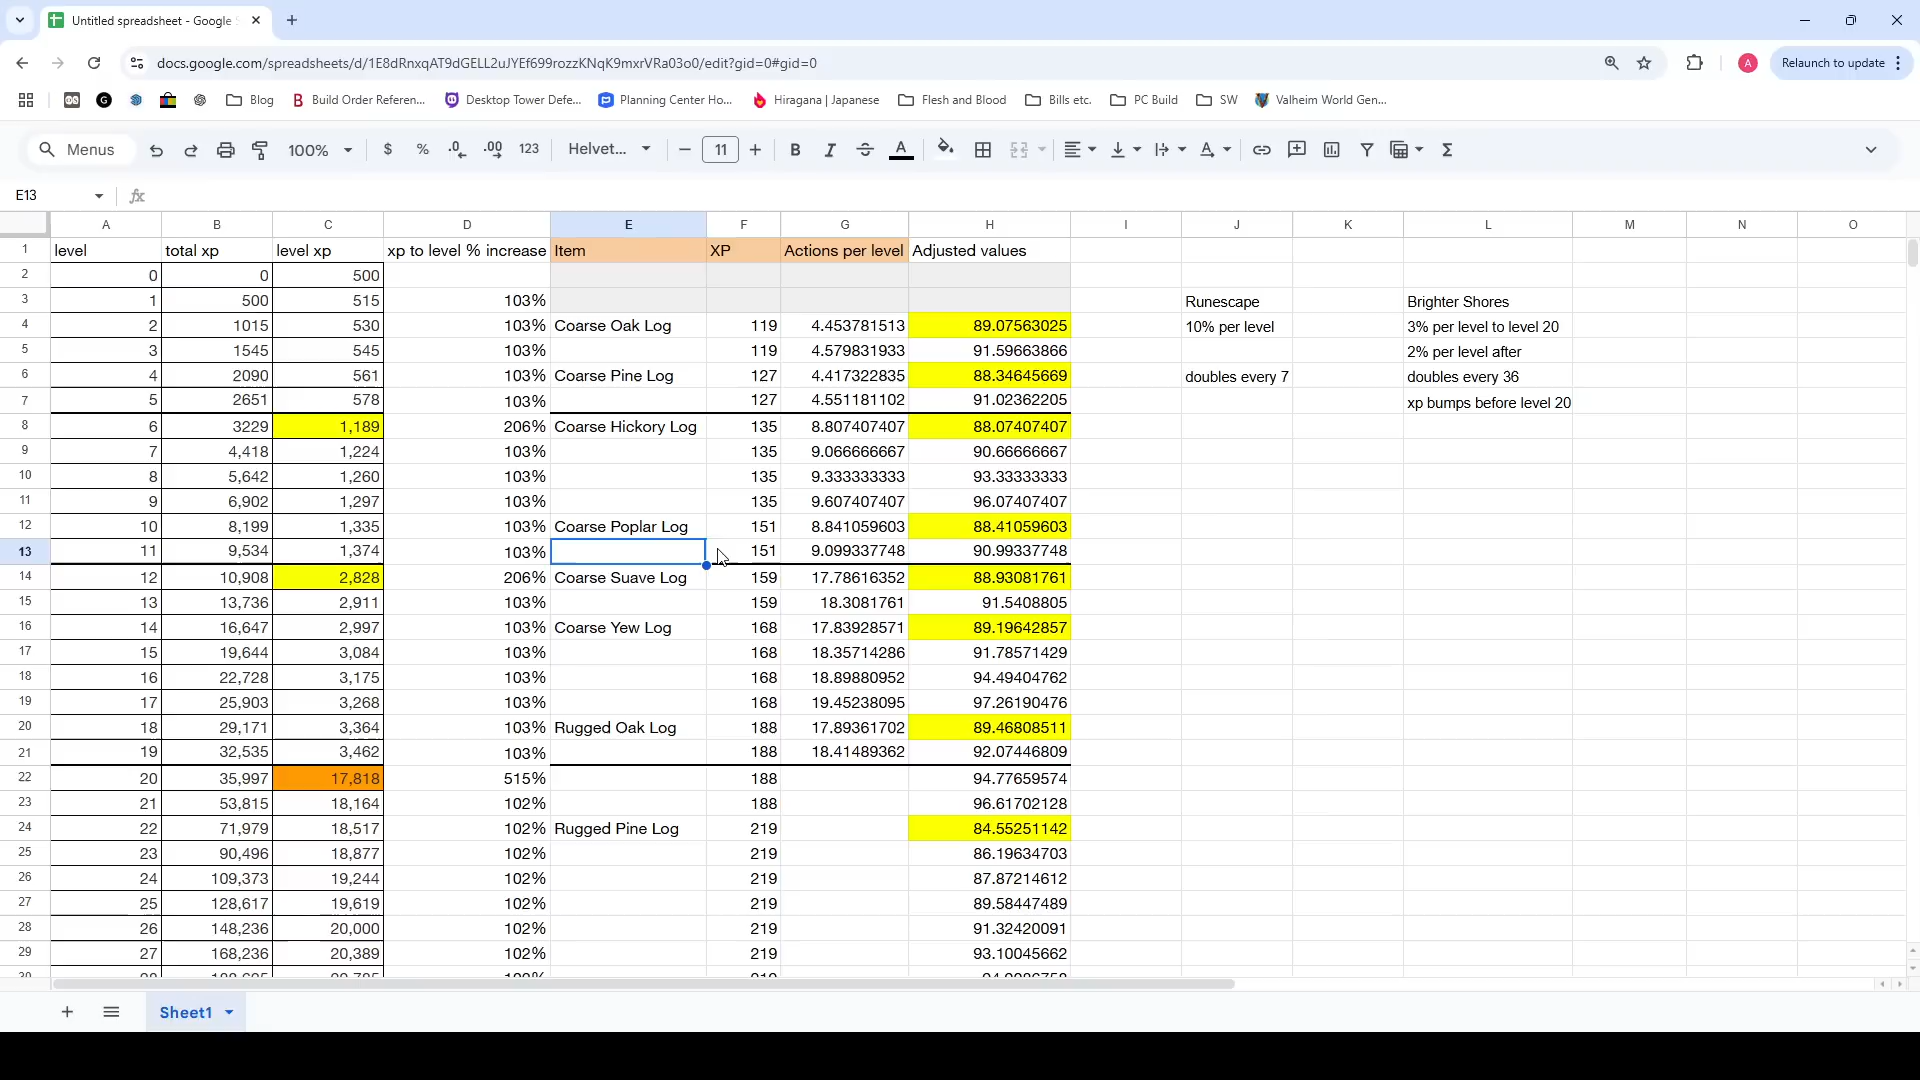 Untitled spreadsheet - Google S
docs.google.com/spreadsheets/d/1E8dRnxqAT9dGELL2uJYEf699rozzKNqK9mxrVRa03o0/edit?gid=0#gid=0
A
Relaunch to update
Blog
Build Order Referen...
Desktop Tower Defe...
Planning Center Ho...
Hiragana | Japanese
Flesh and Blood
Bills etc.
PC Build
SW
Valheim World Gen...
Menus 100% $ % .0 .00 123 Helvet... 11 B I A
E13 fx
A B C D E F G H I J K L M N O
1 level total xp level xp xp to level % increase Item XP Actions per level Adjusted values
2 0 0 500
3 1 500 515 103% Runescape Brighter Shores
4 2 1015 530 103% Coarse Oak Log 119 4.453781513 89.07563025 10% per level 3% per level to level 20
5 3 1545 545 103% 119 4.579831933 91.59663866 2% per level after
6 4 2090 561 103% Coarse Pine Log 127 4.417322835 88.34645669 doubles every 7 doubles every 36
7 5 2651 578 103% 127 4.551181102 91.02362205 xp bumps before level 20
8 6 3229 1,189 206% Coarse Hickory Log 135 8.807407407 88.07407407
9 7 4,418 1,224 103% 135 9.066666667 90.66666667
10 8 5,642 1,260 103% 135 9.333333333 93.33333333
11 9 6,902 1,297 103% 135 9.607407407 96.07407407
12 10 8,199 1,335 103% Coarse Poplar Log 151 8.841059603 88.41059603
13 11 9,534 1,374 103% 151 9.099337748 90.99337748
14 12 10,908 2,828 206% Coarse Suave Log 159 17.78616352 88.93081761
15 13 13,736 2,911 103% 159 18.3081761 91.5408805
16 14 16,647 2,997 103% Coarse Yew Log 168 17.83928571 89.19642857
17 15 19,644 3,084 103% 168 18.35714286 91.78571429
18 16 22,728 3,175 103% 168 18.89880952 94.49404762
19 17 25,903 3,268 103% 168 19.45238095 97.26190476
20 18 29,171 3,364 103% Rugged Oak Log 188 17.89361702 89.46808511
21 19 32,535 3,462 103% 188 18.41489362 92.07446809
22 20 35,997 17,818 515% 188 94.77659574
23 21 53,815 18,164 102% 188 96.61702128
24 22 71,979 18,517 102% Rugged Pine Log 219 84.55251142
25 23 90,496 18,877 102% 219 86.19634703
26 24 109,373 19,244 102% 219 87.87214612
27 25 128,617 19,619 102% 219 89.58447489
28 26 148,236 20,000 102% 219 91.32420091
29 27 168,236 20,389 102% 219 93.10045662
Sheet1